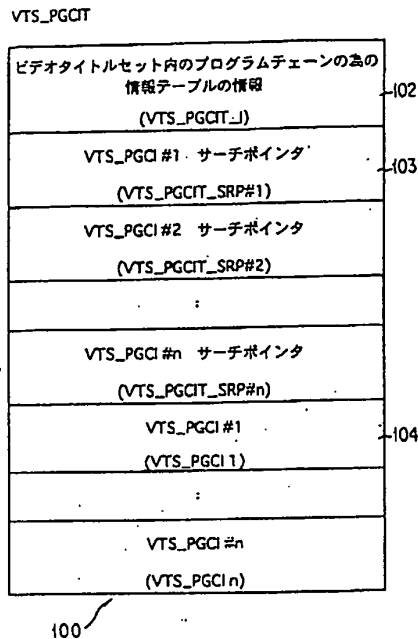 VTS_PGCIT
ビデオタイトルセット内のプログラムチェーンの為の
情報テーブルの情報
(VTS_PGCIT_I)
102
VTS_PGCI #1 サーチポインタ
(VTS_PGCIT_SRP#1)
103
VTS_PGCI #2 サーチポインタ
(VTS_PGCIT_SRP#2)
:
VTS_PGCI #n サーチポインタ
(VTS_PGCIT_SRP#n)
VTS_PGCI #1
(VTS_PGCI 1)
104
:
VTS_PGCI #n
(VTS_PGCI n)
100